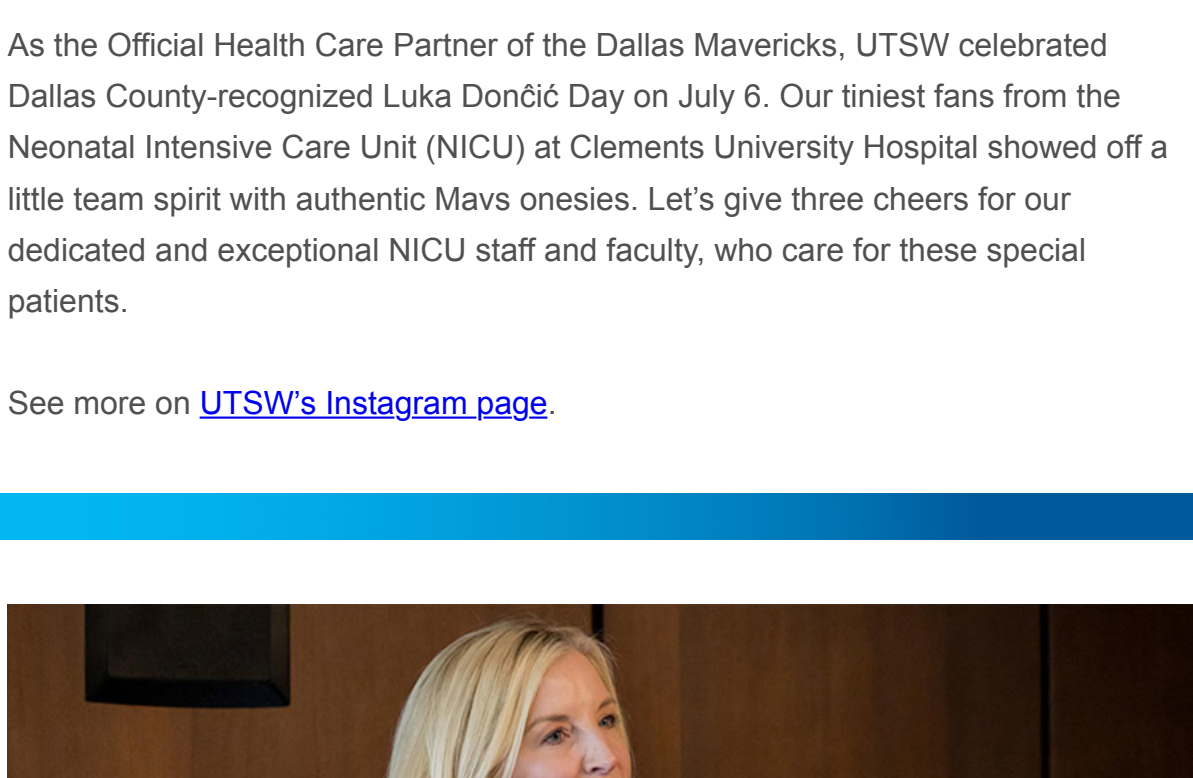 As the Official Health Care Partner of the Dallas Mavericks, UTSW celebrated
Dallas County-recognized Luka Donĉić Day on July 6. Our tiniest fans from the
Neonatal Intensive Care Unit (NICU) at Clements University Hospital showed off a
little team spirit with authentic Mavs onesies. Let’s give three cheers for our
dedicated and exceptional NICU staff and faculty, who care for these special
patients.
See more on UTSW’s Instagram page.